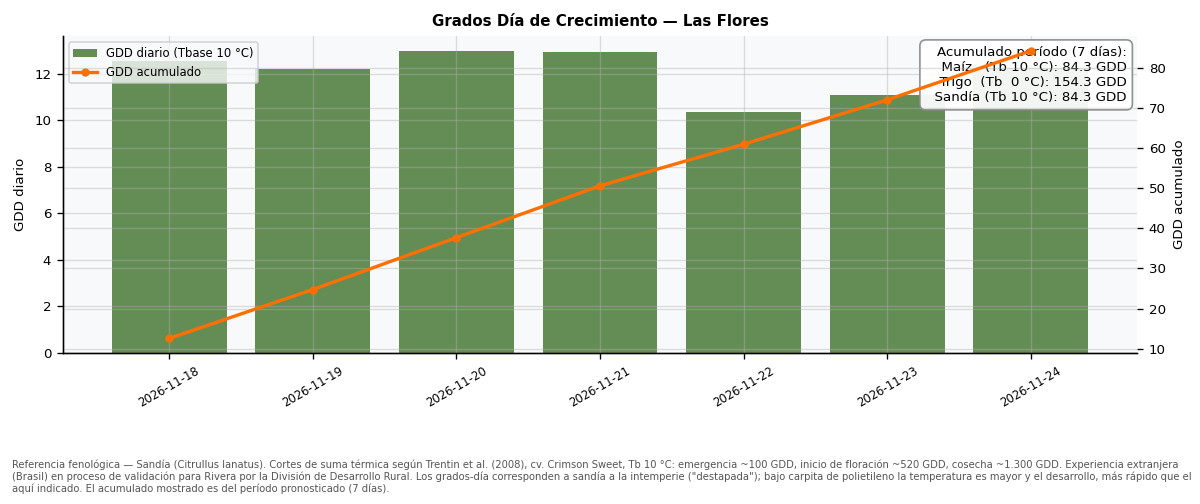 Grados Día de Crecimiento — Las Flores
GDD diario (Tbase 10 °C)
GDD acumulado
Acumulado período (7 días):
Maíz (Tb 10 °C): 84.3 GDD
Trigo (Tb 0 °C): 154.3 GDD
Sandía (Tb 10 °C): 84.3 GDD
GDD diario
12
10
8
6
4
2
0
GDD acumulado
80
70
60
50
40
30
20
10
2026-11-18
2026-11-19
2026-11-20
2026-11-21
2026-11-22
2026-11-23
2026-11-24
Referencia fenológica — Sandía (Citrullus lanatus). Cortes de suma térmica según Trentin et al. (2008), cv. Crimson Sweet, Tb 10 °C: emergencia ~100 GDD, inicio de floración ~520 GDD, cosecha ~1.300 GDD. Experiencia extranjera
(Brasil) en proceso de validación para Rivera por la División de Desarrollo Rural. Los grados-día corresponden a sandía a la intemperie ("destapada"); bajo carpita de polietileno la temperatura es mayor y el desarrollo, más rápido que el
aquí indicado. El acumulado mostrado es del período pronosticado (7 días).